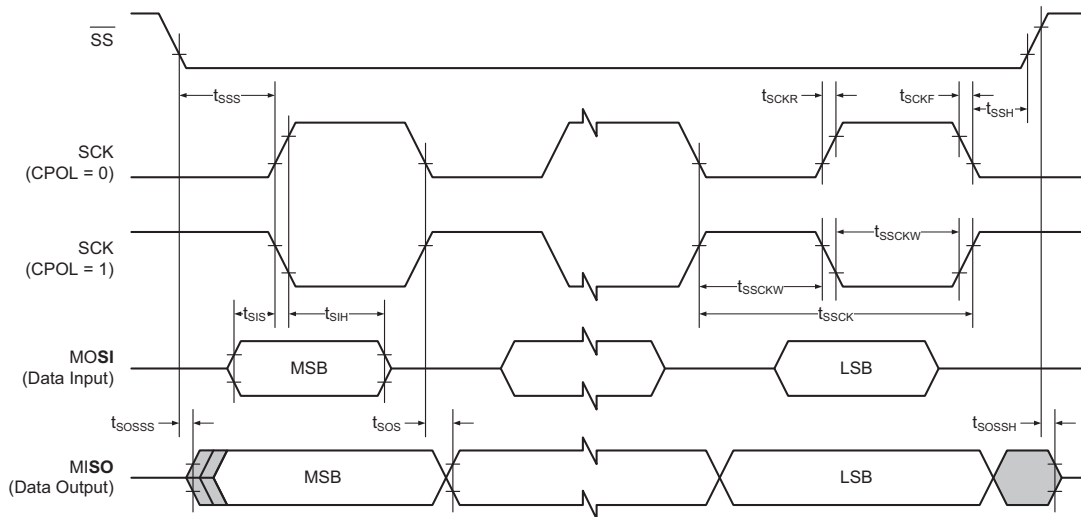 SS
tSSS
tSCKR
tSCKF
tSSH
SCK
(CPOL = 0)
SCK
(CPOL = 1)
tSSCKW
tSSCKW
tSIS
tSIH
tSSCK
MOSI
(Data Input)
MSB
LSB
tSOSSS
tSOS
tSOSSH
MISO
(Data Output)
MSB
LSB